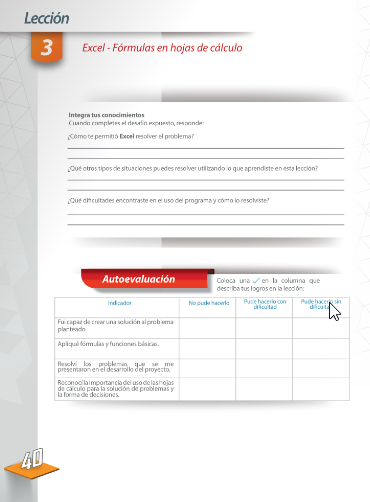 Lección
3
Excel - Fórmulas en hojas de cálculo
Integra tus conocimientos
Cuando completes el desafío expuesto, responde:
¿Cómo te permitió Excel resolver el problema?
¿Qué otros tipos de situaciones puedes resolver utilizando lo que aprendiste en esta lección?
¿Qué dificultades encontraste en el uso del programa y cómo lo resolviste?
Autoevaluación
Coloca una ✓ en la columna que
describa tus logros en la lección:
Indicador
No pude hacerlo
Pude hacerlo con
dificultad
Pude hacerlo sin
dificultad
Fui capaz de crear una solución al problema
planteado.
Apliqué fórmulas y funciones básicas.
Resolví los problemas que se me
presentaron en el desarrollo del proyecto.
Reconocí la importancia del uso de las hojas
de cálculo para la solución de problemas y
la forma de decisiones.
40